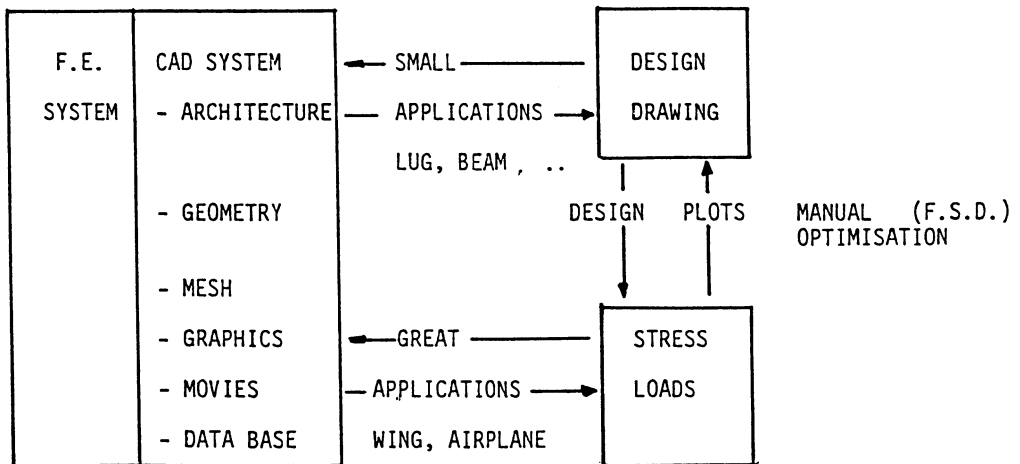 F.E. CAD SYSTEM SMALL DESIGN
SYSTEM - ARCHITECTURE APPLICATIONS DRAWING
LUG, BEAM, ..
- GEOMETRY DESIGN PLOTS MANUAL (F.S.D.)
OPTIMISATION
- MESH
- GRAPHICS GREAT STRESS
- MOVIES APPLICATIONS LOADS
- DATA BASE WING, AIRPLANE